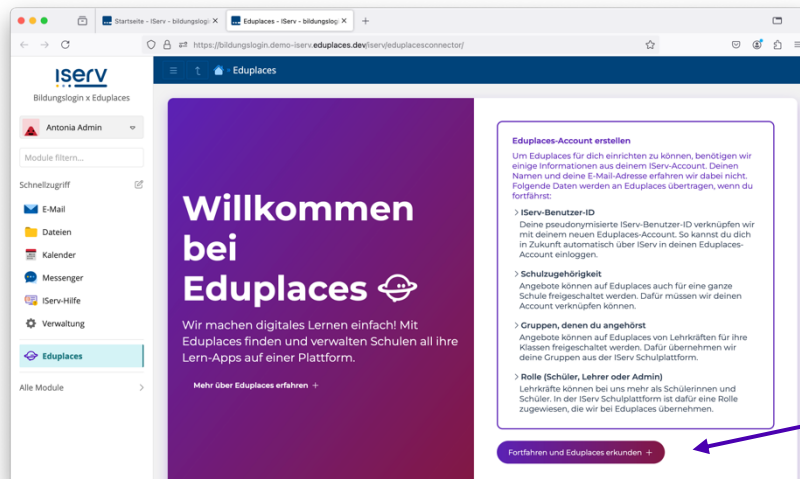 Startseite - IServ - bildungslogi
Eduplaces - IServ - bildungslog
https://bildungslogin.demo-iserv.eduplaces.dev/iserv/eduplacesconnector/
IServ
Eduplaces
Bildungslogin x Eduplaces
Antonia Admin
Module filtern...
Schnellzugriff
E-Mail
Dateien
Kalender
Messenger
IServ-Hilfe
Verwaltung
Eduplaces
Alle Module
Willkommen
bei
Eduplaces
Wir machen digitales Lernen einfach! Mit
Eduplaces finden und verwalten Schulen all ihre
Lern-Apps auf einer Plattform.
Mehr über Eduplaces erfahren +
Eduplaces-Account erstellen
Um Eduplaces für dich einrichten zu können, benötigen wir
einige Informationen aus deinem IServ-Account. Deinen
Namen und deine E-Mail-Adresse erfahren wir dabei nicht.
Folgende Daten werden an Eduplaces übertragen, wenn du
fortfährst:
IServ-Benutzer-ID
Deine pseudonymisierte IServ-Benutzer-ID verknüpfen wir
mit deinem neuen Eduplaces-Account. So kannst du dich
in Zukunft automatisch über IServ in deinen Eduplaces-
Account einloggen.
Schulzugehörigkeit
Angebote können auf Eduplaces auch für eine ganze
Schule freigeschaltet werden. Dafür müssen wir deinen
Account verknüpfen können.
Gruppen, denen du angehörst
Angebote können auf Eduplaces von Lehrkräften für ihre
Klassen freigeschaltet werden. Dafür übernehmen wir
deine Gruppen aus der IServ Schulplattform.
Rolle (Schüler, Lehrer oder Admin)
Lehrkräfte können bei uns mehr als Schülerinnen und
Schüler. In der IServ Schulplattform ist dafür eine Rolle
zugewiesen, die wir bei Eduplaces übernehmen.
Fortfahren und Eduplaces erkunden +